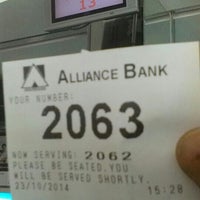 13
ALLIANCE BANK
YOUR NUMBER:
2063
NOW SERVING: 2062
PLEASE BE SEATED.YOU
WILL BE SERVED SHORTLY.
23/10/2014 15:28